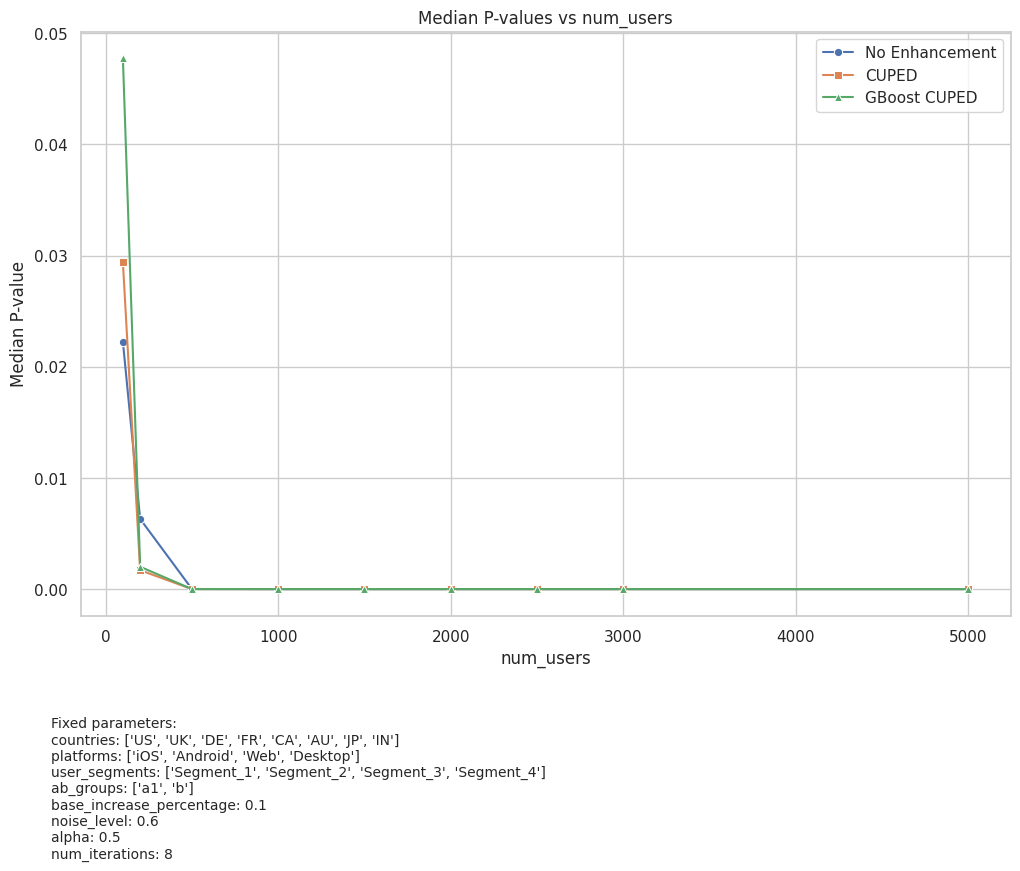 Median P-values vs num_users
No Enhancement
CUPED
GBoost CUPED
Median P-value
0.05
0.04
0.03
0.02
0.01
0.00
0
1000
2000
3000
4000
5000
num_users
Fixed parameters:
countries: ['US', 'UK', 'DE', 'FR', 'CA', 'AU', 'JP', 'IN']
platforms: ['iOS', 'Android', 'Web', 'Desktop']
user_segments: ['Segment_1', 'Segment_2', 'Segment_3', 'Segment_4']
ab_groups: ['a1', 'b']
base_increase_percentage: 0.1
noise_level: 0.6
alpha: 0.5
num_iterations: 8